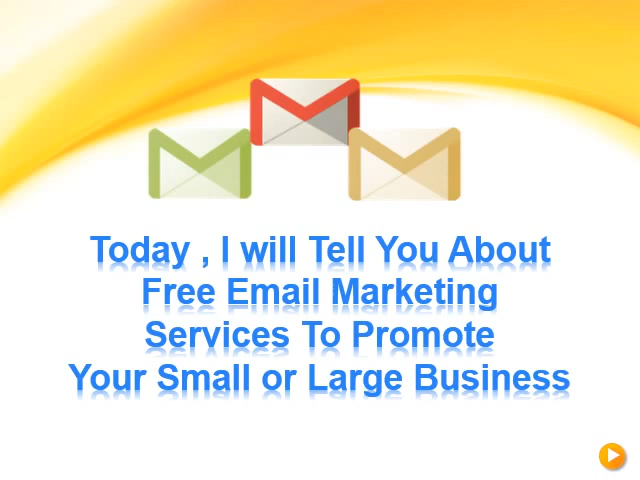 Today , I will Tell You About
Free Email Marketing
Services To Promote
Your Small or Large Business